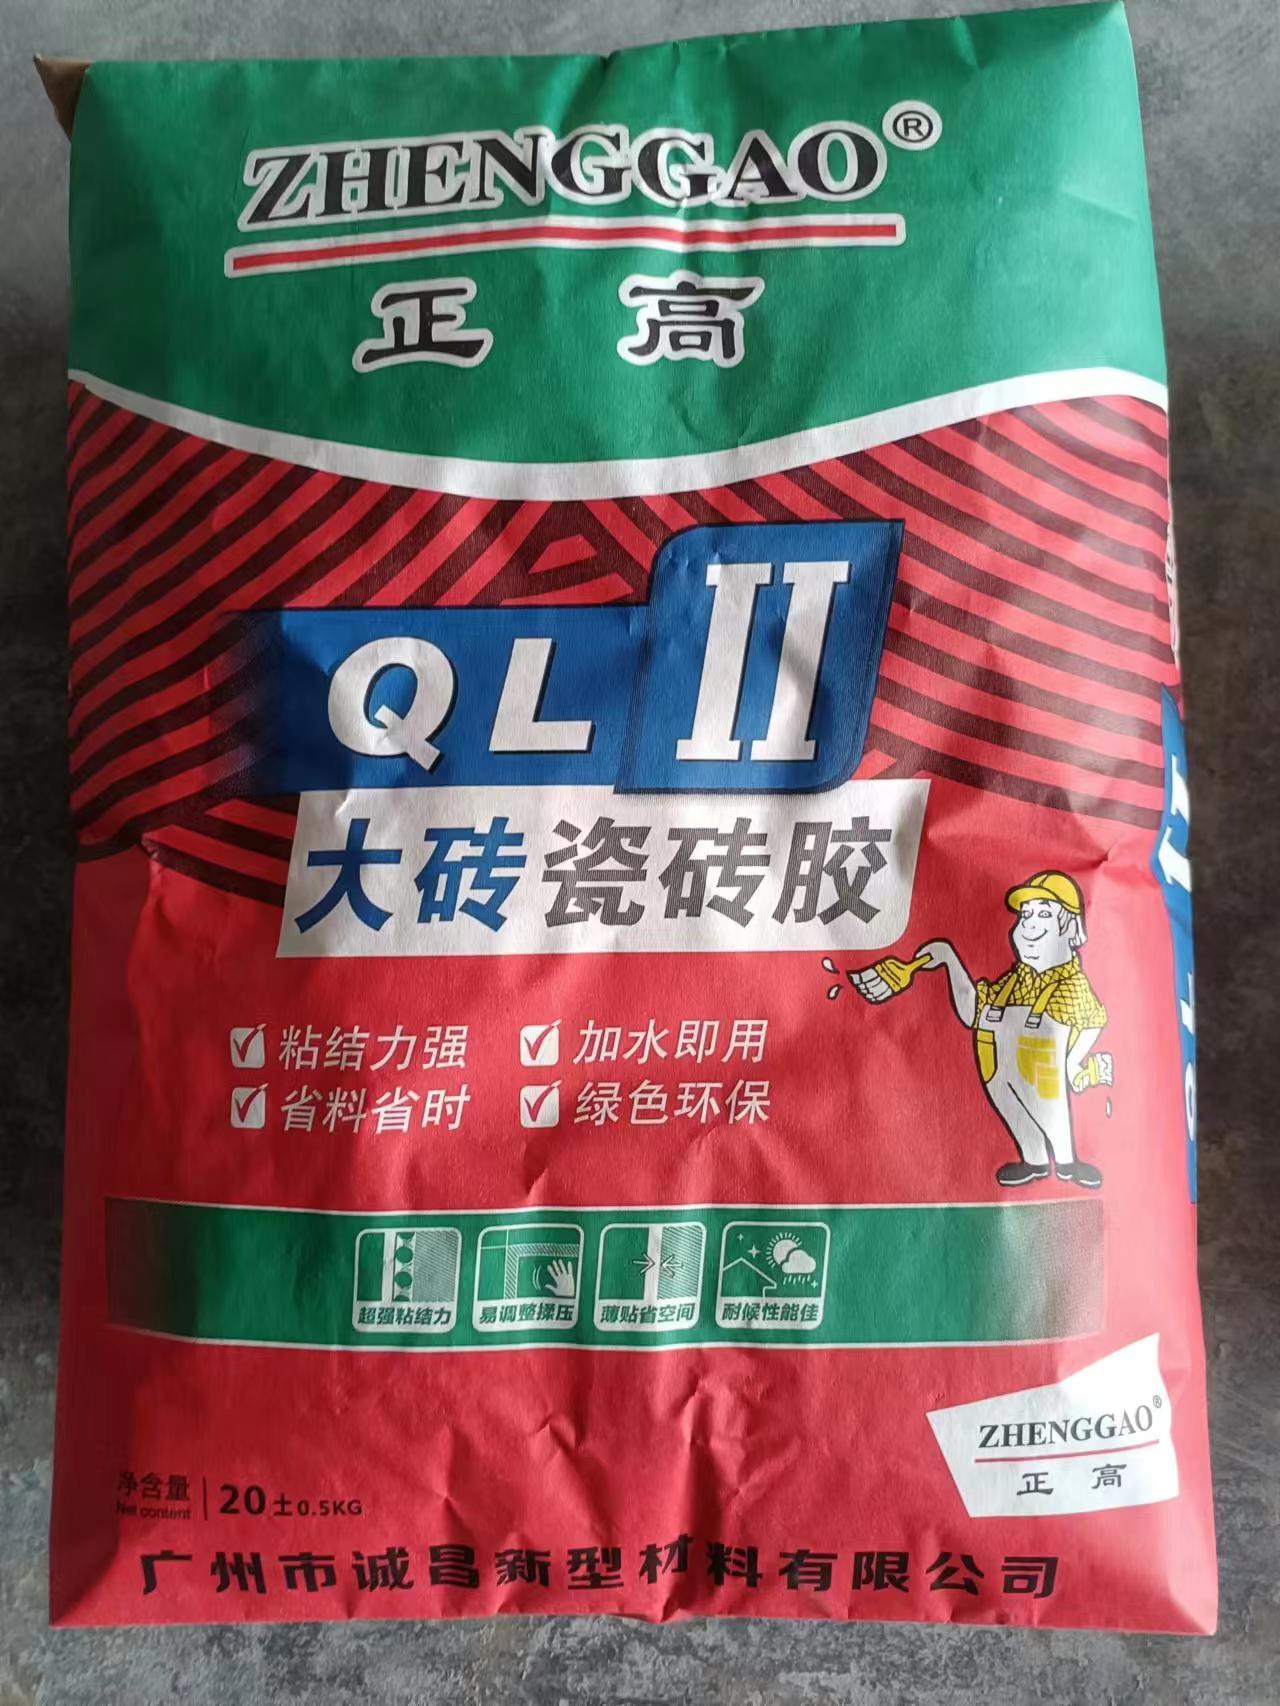 ZHENGGAO®
正高
QL II
大砖瓷砖胶
粘结力强 加水即用
省料省时 绿色环保
超强粘结力 易调整揉压 薄贴省空间 耐候性能佳
ZHENGGAO®
正高
净含量
Net content
20±0.5KG
广州市诚昌新型材料有限公司